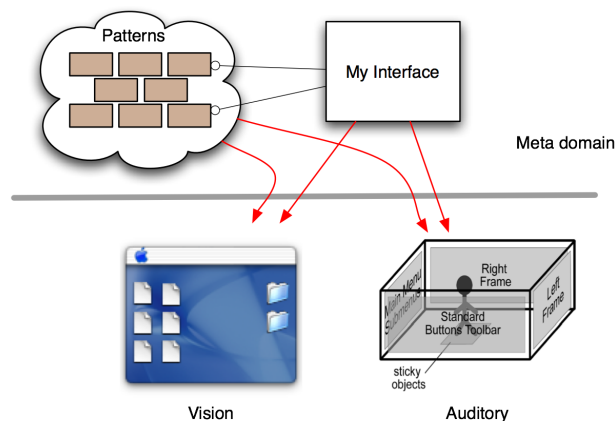 Patterns
My Interface
Meta domain
Right
Frame
Main Menu
Submenus
Left
Frame
Standard
Buttons Toolbar
sticky
objects
Vision
Auditory